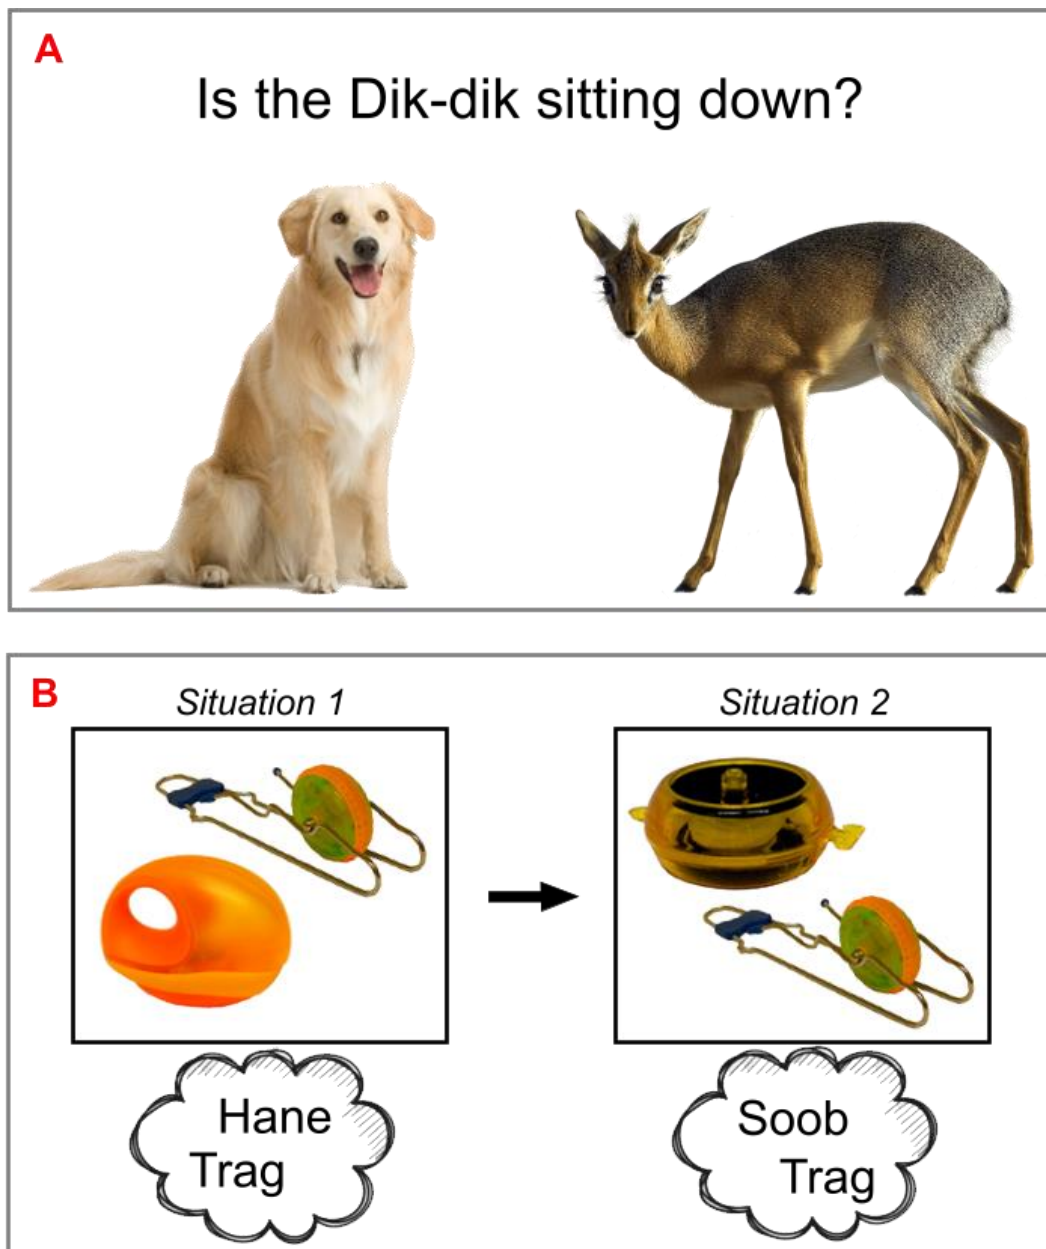 A
Is the Dik-dik sitting down?
B
Situation 1
Situation 2
Hane
Trag
Soob
Trag